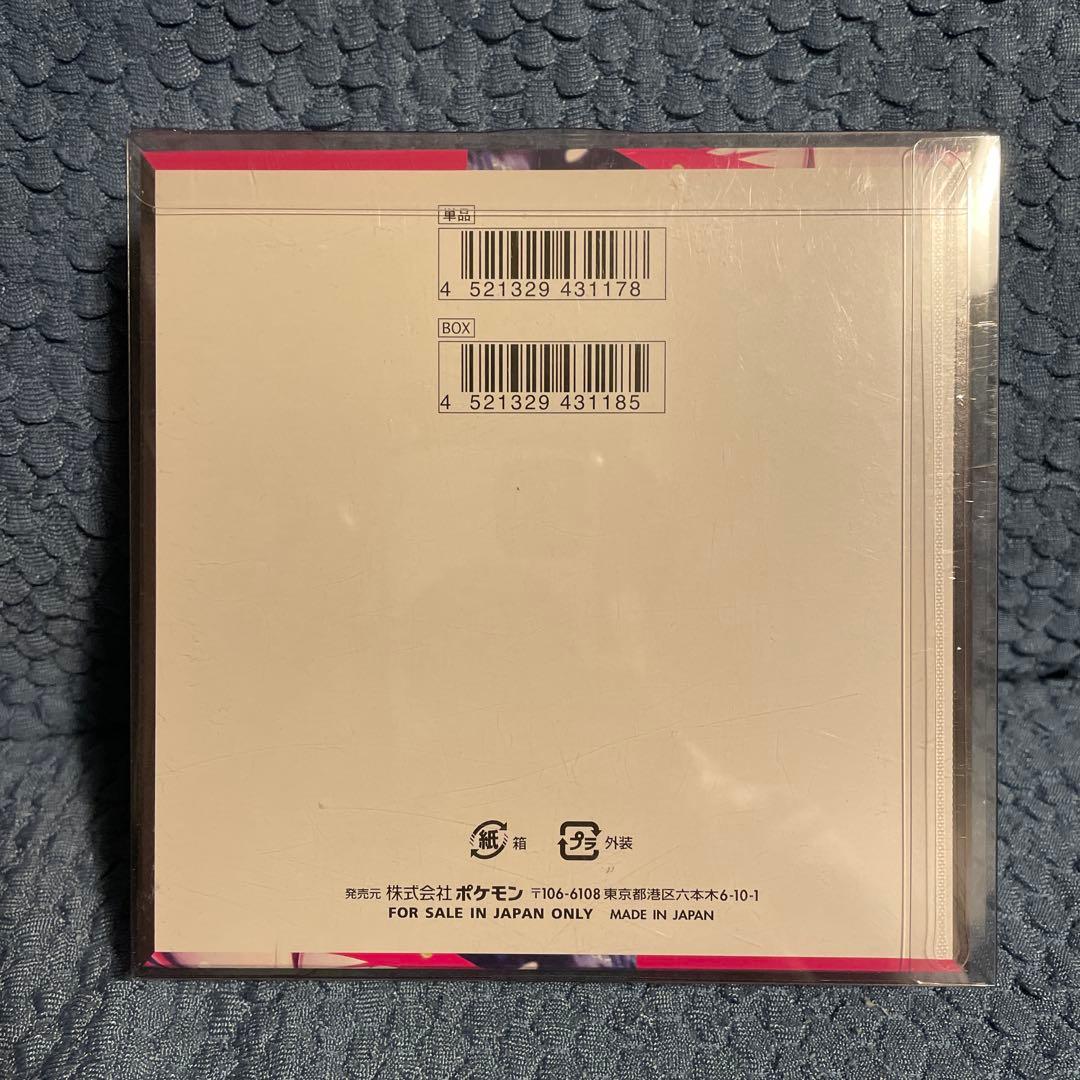 単品
4 521329 431178
BOX
4 521329 431185
紙 箱 プラ 外装
発売元 株式会社 ポケモン 〒106-6108 東京都港区六本木6-10-1
FOR SALE IN JAPAN ONLY MADE IN JAPAN